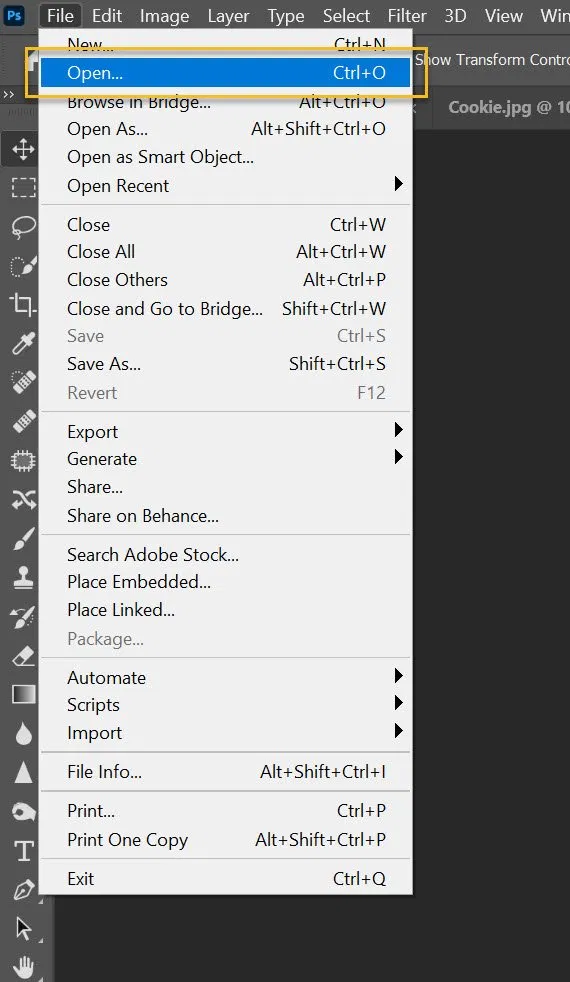 Ps File Edit Image Layer Type Select Filter 3D View
New... Ctrl+N
Open... Ctrl+O
Show Transform
Browse in Bridge... Alt+Ctrl+O
Cookie.jpg @
Open As... Alt+Shift+Ctrl+O
Open as Smart Object...
Open Recent
Close Ctrl+W
Close All Alt+Ctrl+W
Close Others Alt+Ctrl+P
Close and Go to Bridge... Shift+Ctrl+W
Save Ctrl+S
Save As... Shift+Ctrl+S
Revert F12
Export
Generate
Share...
Share on Behance...
Search Adobe Stock...
Place Embedded...
Place Linked...
Package...
Automate
Scripts
Import
File Info... Alt+Shift+Ctrl+I
Print... Ctrl+P
Print One Copy Alt+Shift+Ctrl+P
Exit Ctrl+Q